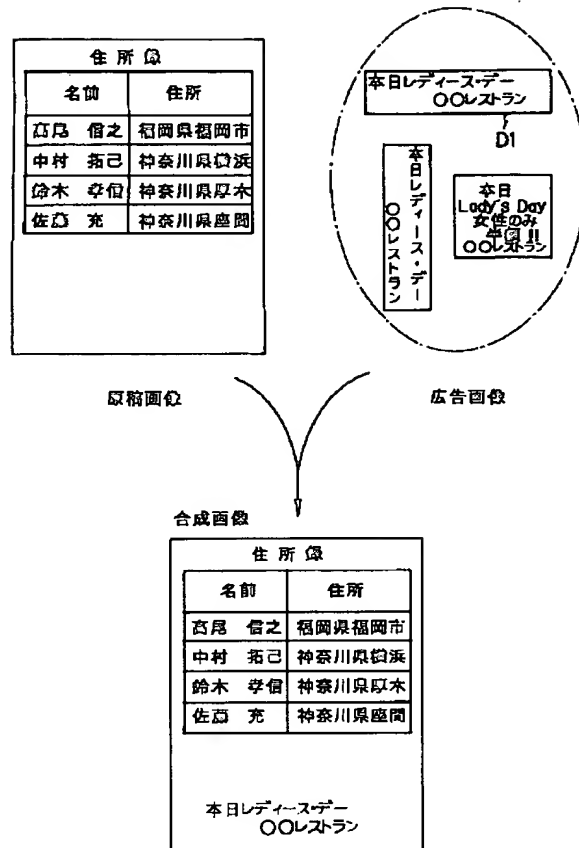 住所録
名前 住所
高尾 信之 福岡県福岡市
中村 拓己 神奈川県横浜
鈴木 孝信 神奈川県厚木
佐藤 充 神奈川県座間
原稿画像
本日レディース・デー
○○レストラン
D1
本日レディース・デー
○○レストラン
本日
Lady's Day
女性のみ
半額!!
○○レストラン
広告画像
合成画像
住所録
名前 住所
高尾 信之 福岡県福岡市
中村 拓己 神奈川県横浜
鈴木 孝信 神奈川県厚木
佐藤 充 神奈川県座間
本日レディース・デー
○○レストラン